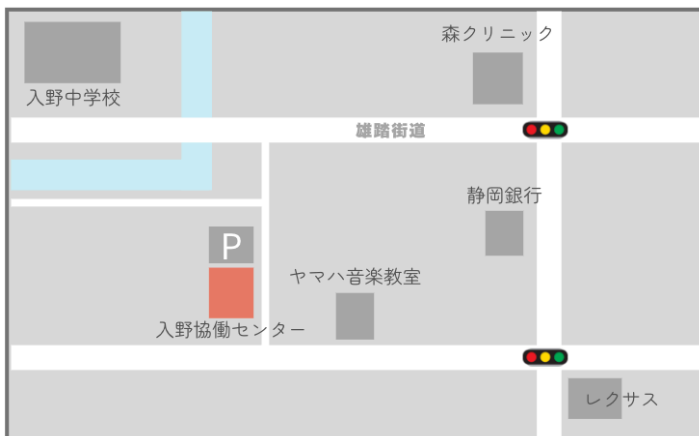 森クリニック
入野中学校
雄踏街道
静岡銀行
P
ヤマハ音楽教室
入野協働センター
レクサス